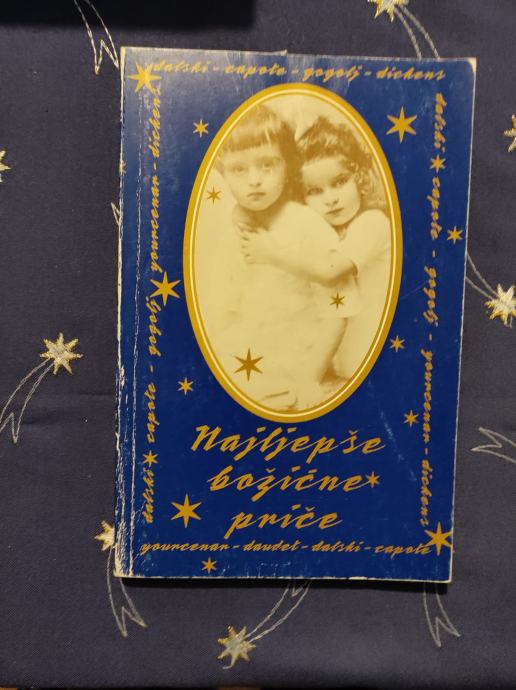 dalski - capote - gogolj - dickens
dalski ★ capote - gogolj - yourcenar - dickens
dalski ★ capote - gogolj ★ yourcenar - dickens
Najljepše
božićne
priče
yourcenar - daudet - dalski - capote